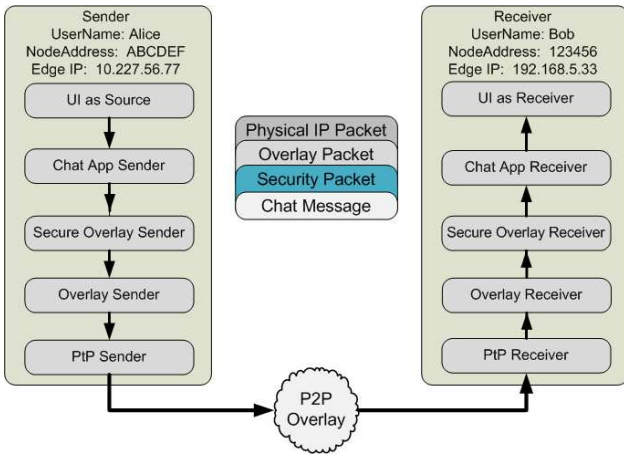 Sender
UserName: Alice
NodeAddress: ABCDEF
Edge IP: 10.227.56.77
UI as Source
Chat App Sender
Secure Overlay Sender
Overlay Sender
PtP Sender
Physical IP Packet
Overlay Packet
Security Packet
Chat Message
P2P
Overlay
Receiver
UserName: Bob
NodeAddress: 123456
Edge IP: 192.168.5.33
UI as Receiver
Chat App Receiver
Secure Overlay Receiver
Overlay Receiver
PtP Receiver